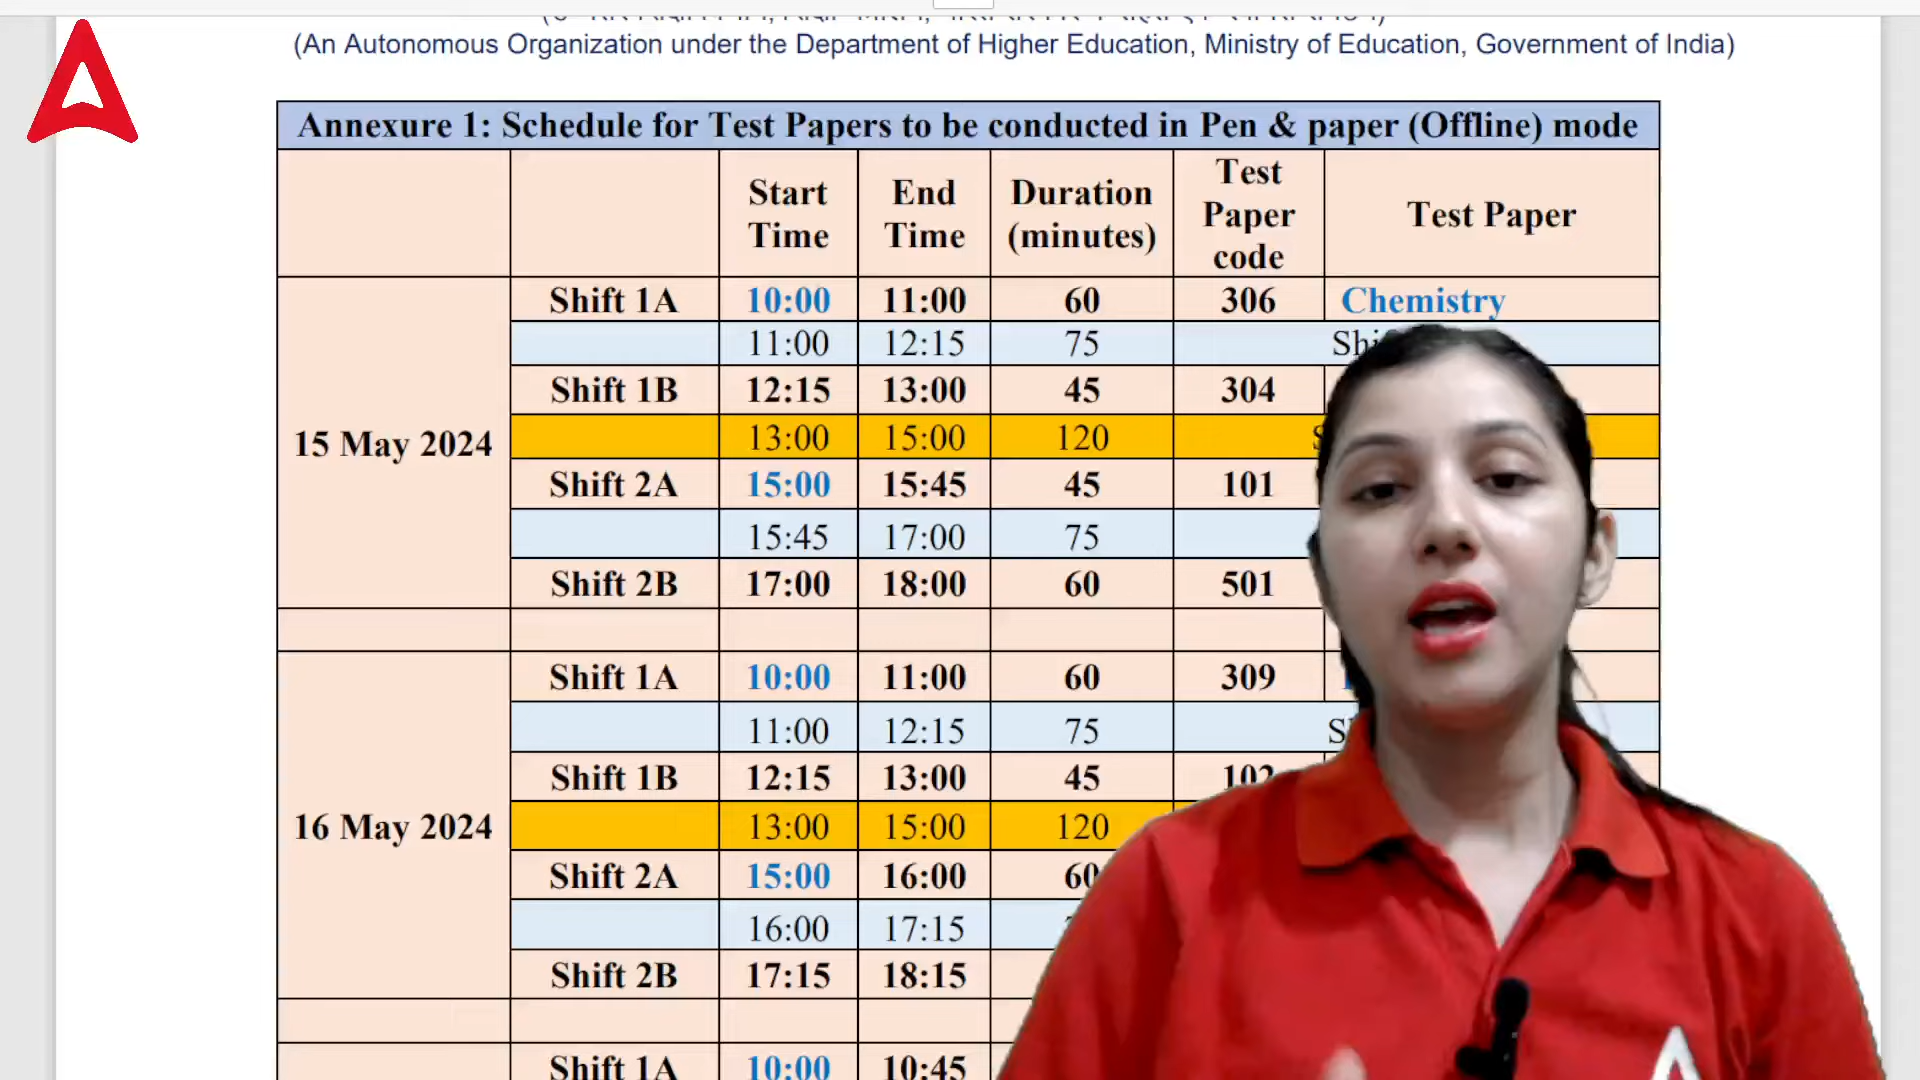 (An Autonomous Organization under the Department of Higher Education, Ministry of Education, Government of India)
Annexure 1: Schedule for Test Papers to be conducted in Pen & paper (Offline) mode
Start Time End Time Duration (minutes) Test Paper code Test Paper
15 May 2024
Shift 1A 10:00 11:00 60 306 Chemistry
11:00 12:15 75
Shift 1B 12:15 13:00 45 304
13:00 15:00 120
Shift 2A 15:00 15:45 45 101
15:45 17:00 75
Shift 2B 17:00 18:00 60 501
16 May 2024
Shift 1A 10:00 11:00 60 309
11:00 12:15 75
Shift 1B 12:15 13:00 45 102
13:00 15:00 120
Shift 2A 15:00 16:00 60
16:00 17:15
Shift 2B 17:15 18:15
Shift 1A 10:00 10:45